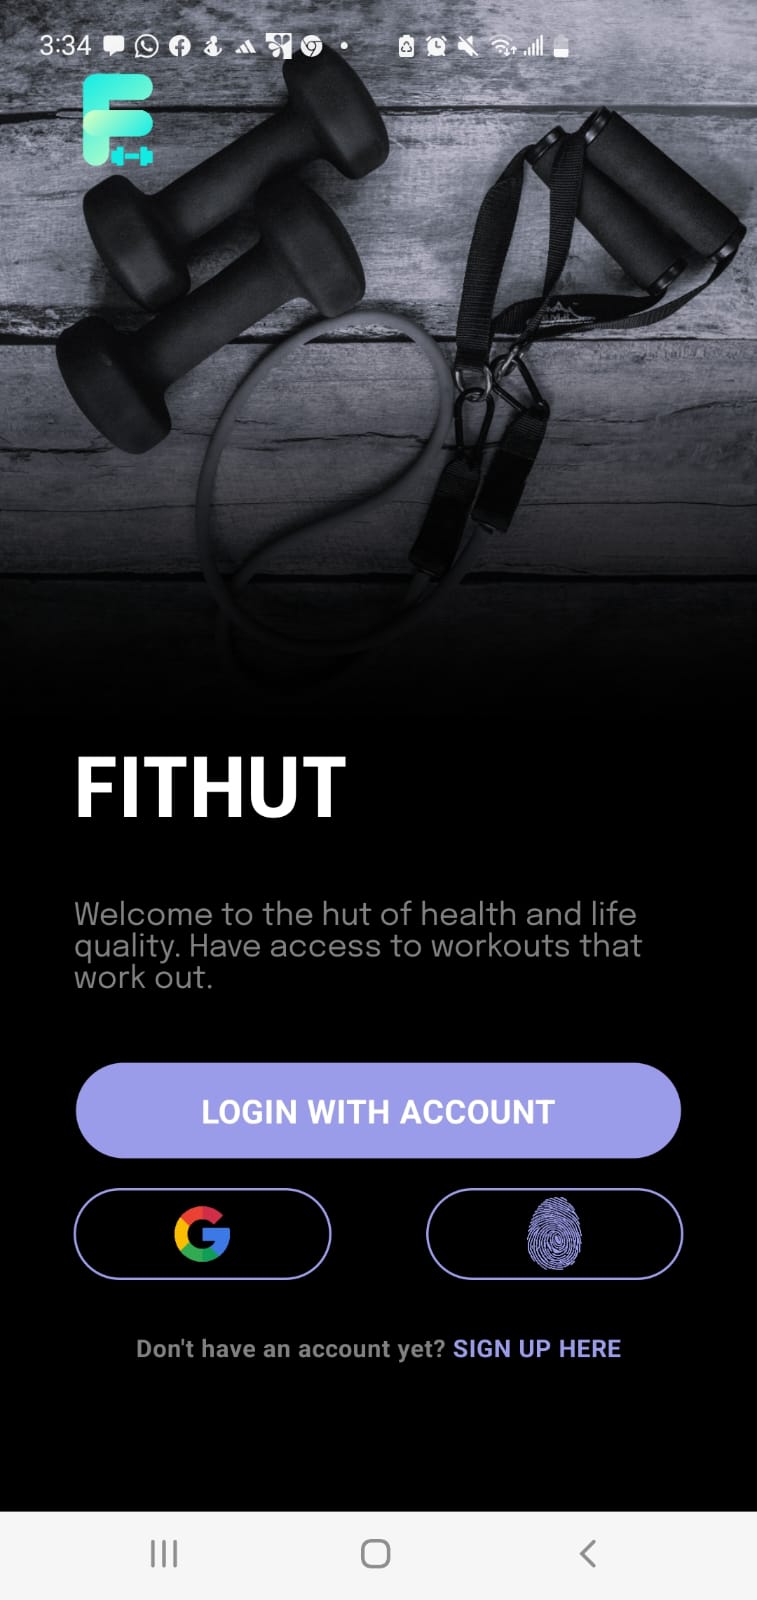 3:34
FITHUT
Welcome to the hut of health and life
quality. Have access to workouts that
work out.
LOGIN WITH ACCOUNT
Don't have an account yet? SIGN UP HERE